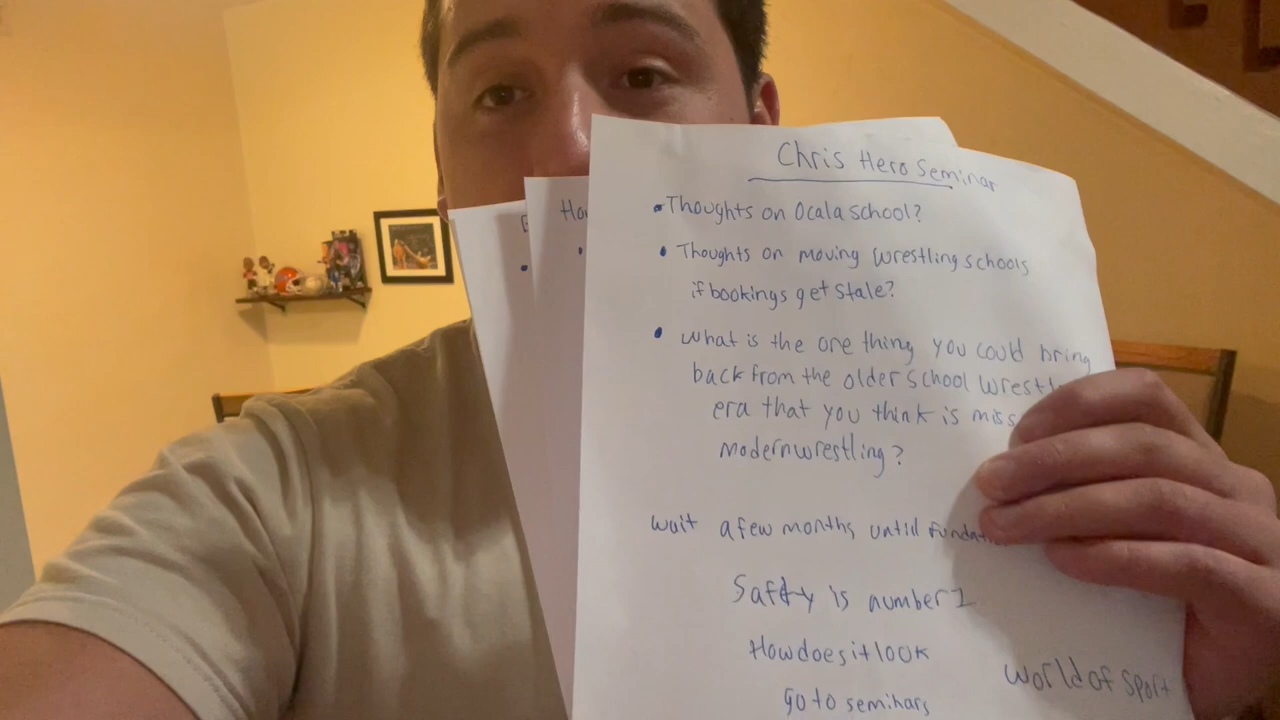 Chris Hero Seminar
Thoughts on Ocala school?
Thoughts on moving wrestling schools
if bookings get stale?
What is the one thing you could bring
back from the older school
era that you think is
modern wrestling?
wait a few months untill
Safety is number 1
How does it look
World of Sport
Go to seminars